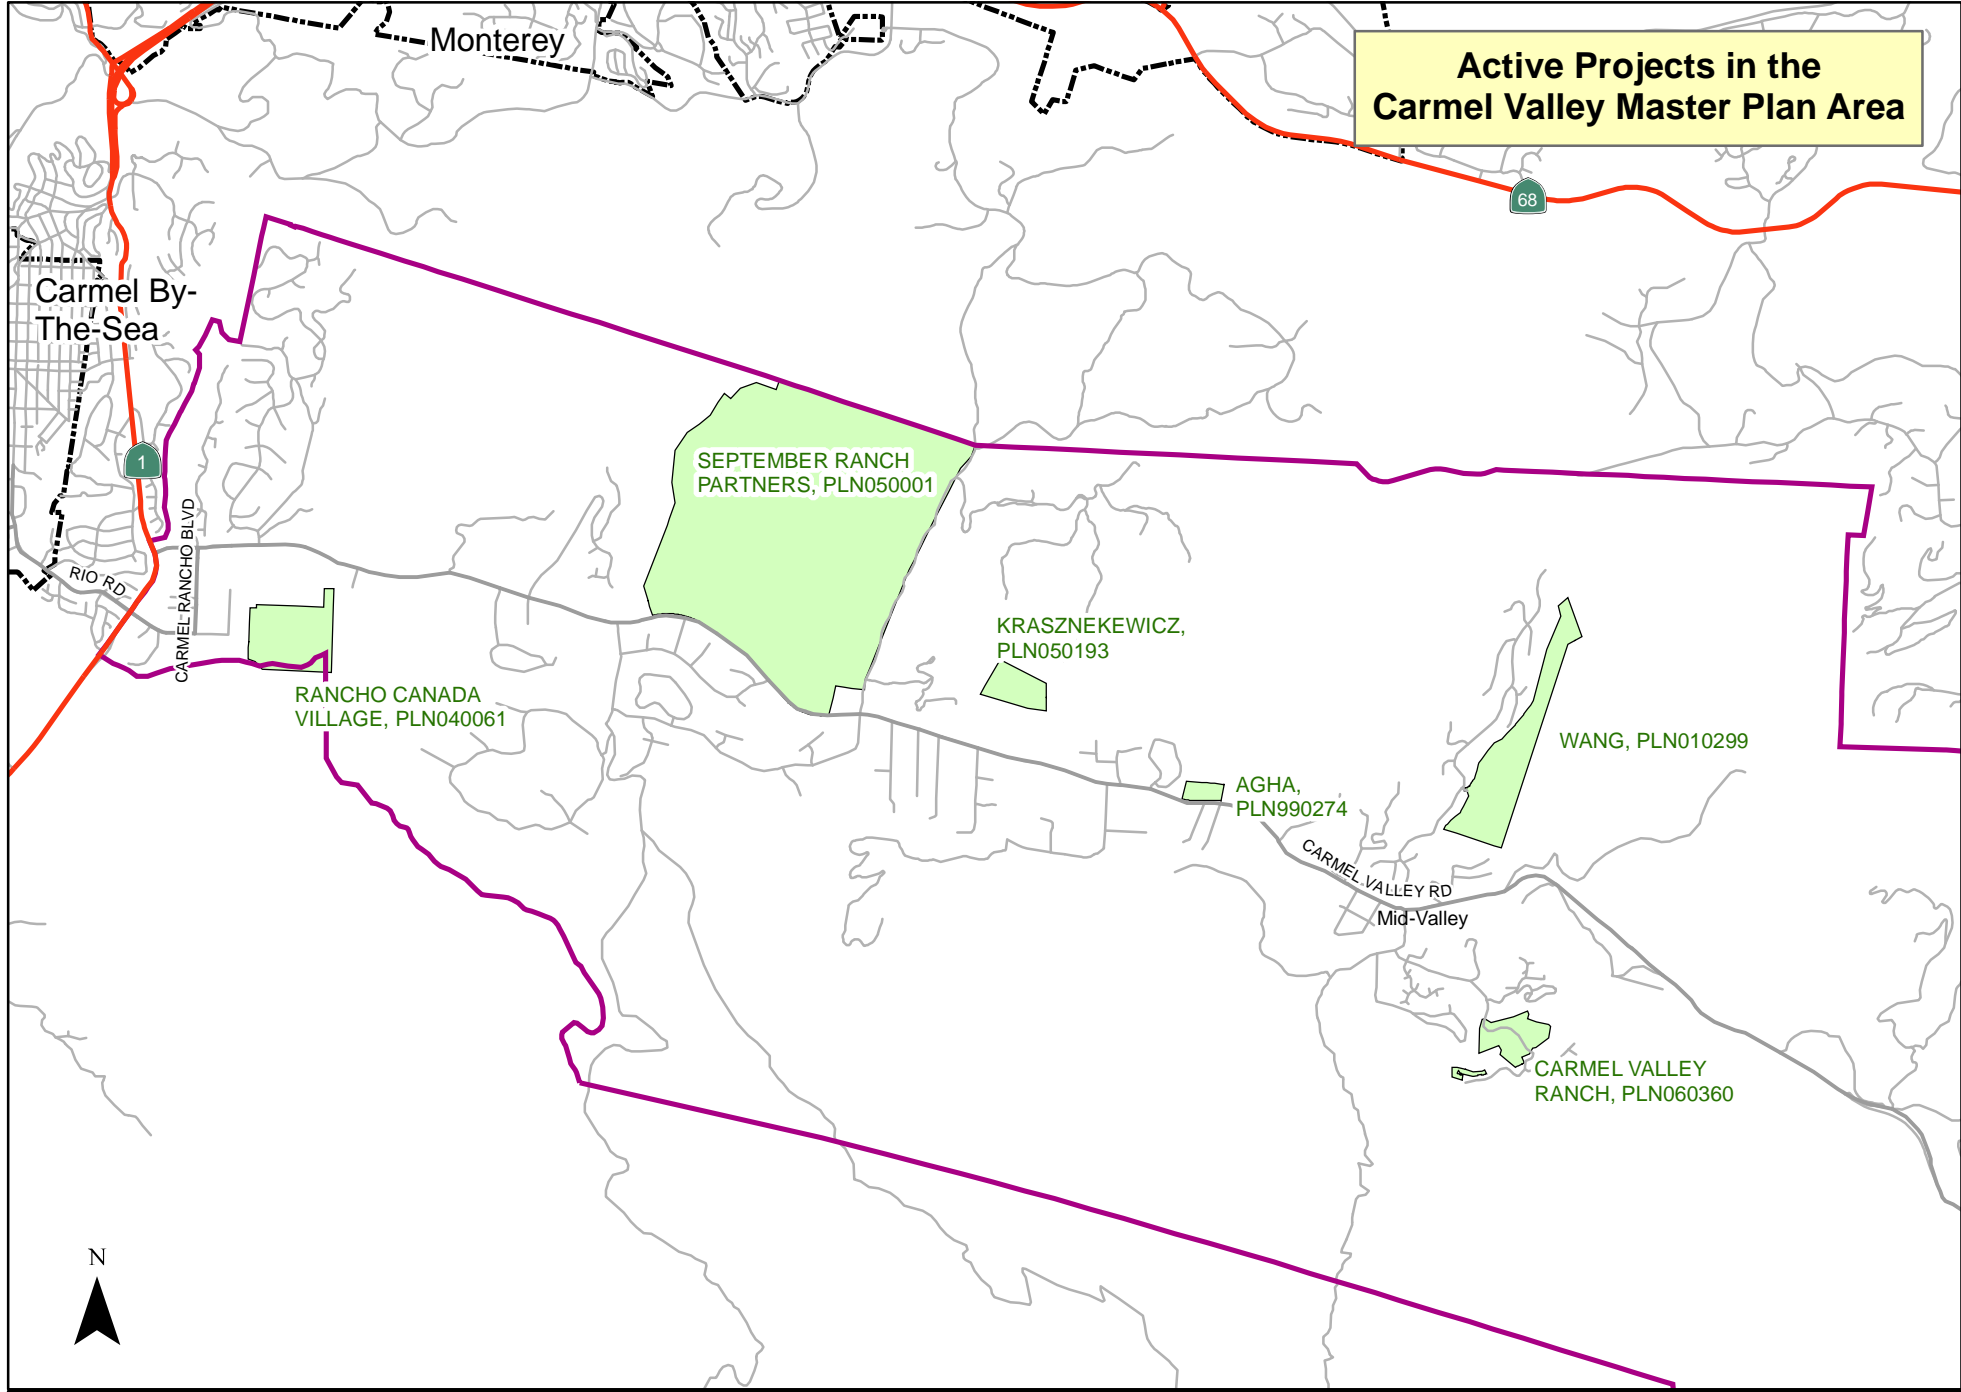 Monterey
Active Projects in the
Carmel Valley Master Plan Area
68
Carmel By-
The-Sea
1
SEPTEMBER RANCH
PARTNERS, PLN050001
CARMEL RANCHO BLVD
RIO RD
KRASZNEKEWICZ,
PLN050193
RANCHO CANADA
VILLAGE, PLN040061
WANG, PLN010299
AGHA,
PLN990274
CARMEL VALLEY RD
Mid-Valley
CARMEL VALLEY
RANCH, PLN060360
N